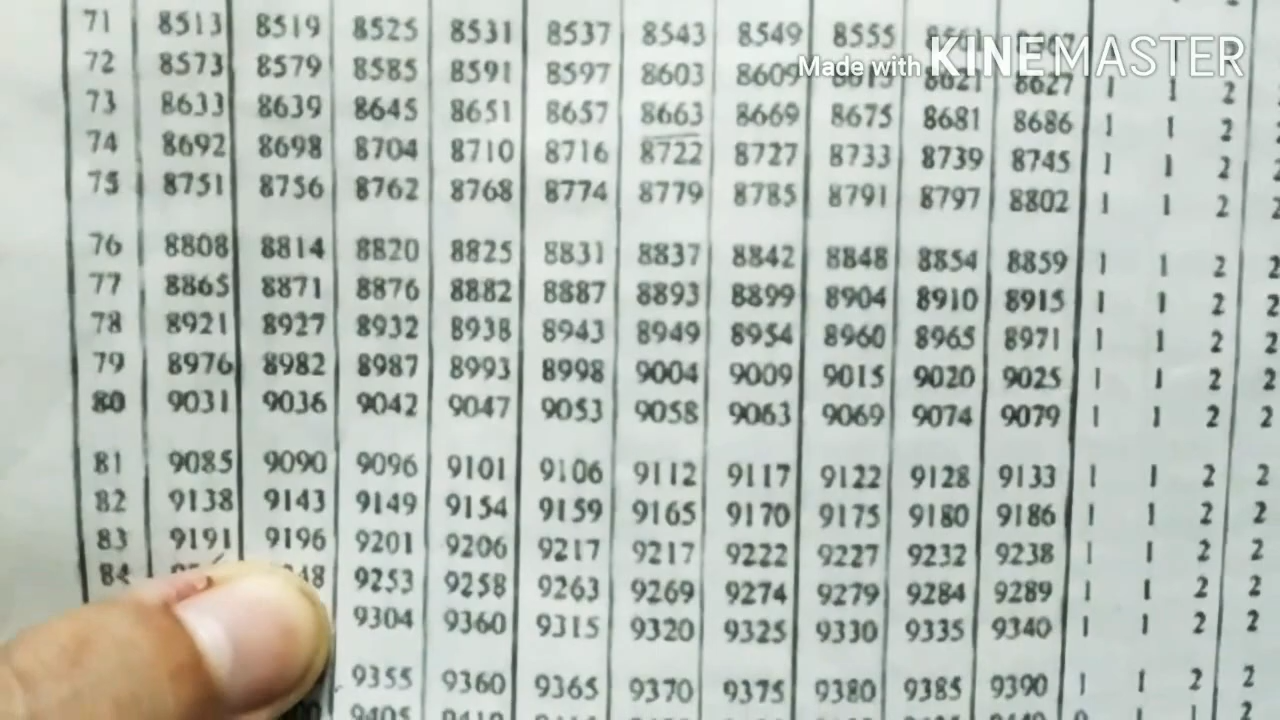 71 8513 8519 8525 8531 8537 8543 8549 8555
Made with KINEMASTER
72 8573 8579 8585 8591 8597 8603 8609 8615 8621 8627 1 1 2
73 8633 8639 8645 8651 8657 8663 8669 8675 8681 8686 1 1 2
74 8692 8698 8704 8710 8716 8722 8727 8733 8739 8745 1 1 2
75 8751 8756 8762 8768 8774 8779 8785 8791 8797 8802 1 1 2 2
76 8808 8814 8820 8825 8831 8837 8842 8848 8854 8859 1 1 2 2
77 8865 8871 8876 8882 8887 8893 8899 8904 8910 8915 1 1 2 2
78 8921 8927 8932 8938 8943 8949 8954 8960 8965 8971 1 1 2 2
79 8976 8982 8987 8993 8998 9004 9009 9015 9020 9025 1 1 2 2
80 9031 9036 9042 9047 9053 9058 9063 9069 9074 9079 1 1 2 2
81 9085 9090 9096 9101 9106 9112 9117 9122 9128 9133 1 1 2 2
82 9138 9143 9149 9154 9159 9165 9170 9175 9180 9186 1 1 2 2
83 9191 9196 9201 9206 9217 9217 9222 9227 9232 9238 1 1 2 2
84 9253 9258 9263 9269 9274 9279 9284 9289 1 1 2 2
9304 9360 9315 9320 9325 9330 9335 9340 1 1 2 2
9355 9360 9365 9370 9375 9380 9385 9390 1 1 2 2
9405